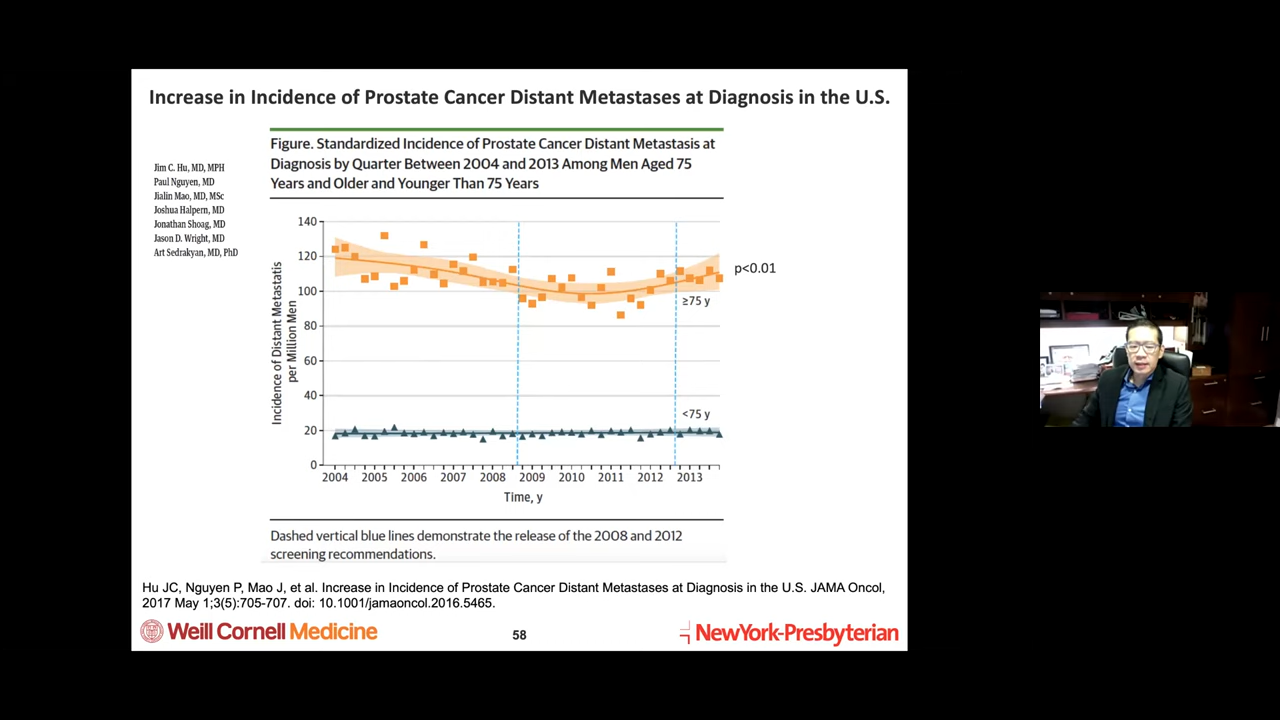 Increase in Incidence of Prostate Cancer Distant Metastases at Diagnosis in the U.S.
Jim C. Hu, MD, MPH
Paul Nguyen, MD
Jialin Mao, MD, MSc
Joshua Halpern, MD
Jonathan Shoag, MD
Jason D. Wright, MD
Art Sedrakyan, MD, PhD
Figure. Standardized Incidence of Prostate Cancer Distant Metastasis at
Diagnosis by Quarter Between 2004 and 2013 Among Men Aged 75
Years and Older and Younger Than 75 Years
Incidence of Distant Metastatis
per Million Men
140
120
100
80
60
40
20
0
p<0.01
≥75 y
<75 y
2004 2005 2006 2007 2008 2009 2010 2011 2012 2013
Time, y
Dashed vertical blue lines demonstrate the release of the 2008 and 2012
screening recommendations.
Hu JC, Nguyen P, Mao J, et al. Increase in Incidence of Prostate Cancer Distant Metastases at Diagnosis in the U.S. JAMA Oncol,
2017 May 1;3(5):705-707. doi: 10.1001/jamaoncol.2016.5465.
Weill Cornell Medicine
58
NewYork-Presbyterian